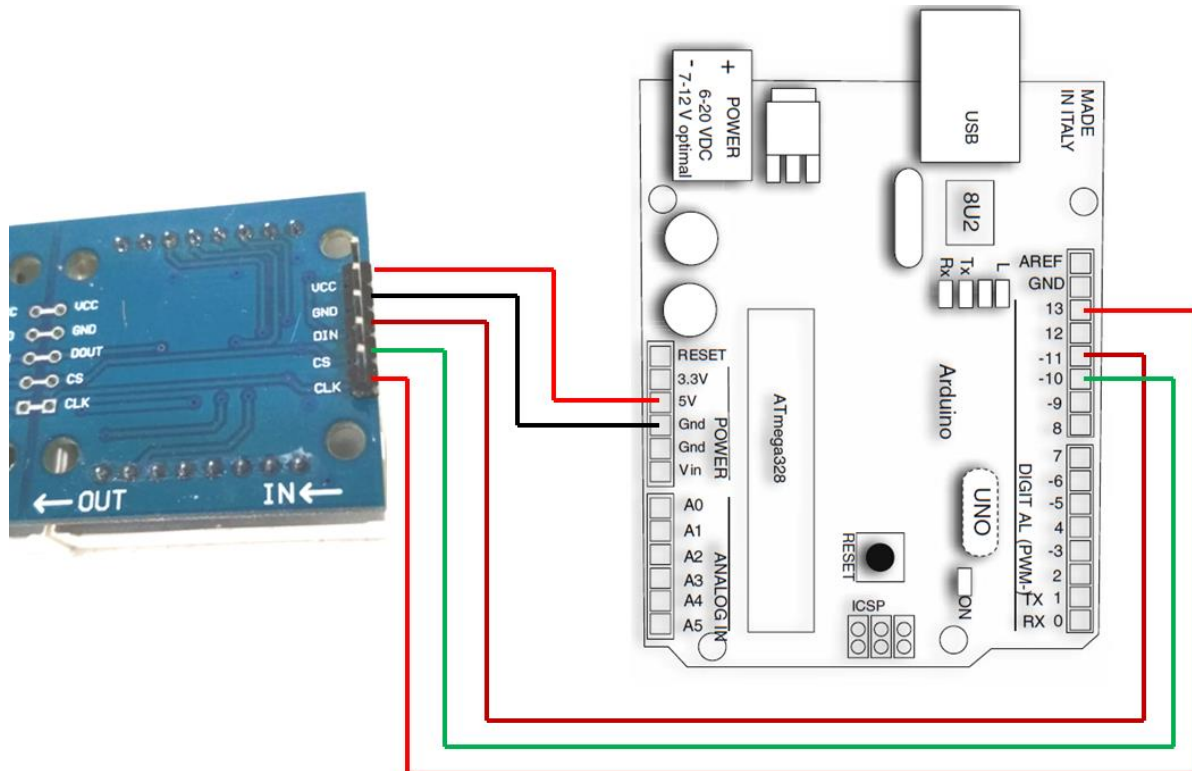 VCC
GND
DOUT
CS
CLK
VCC
GND
DIN
CS
CLK
←OUT
IN←
- +
POWER
6-20 VDC
7-12 V optimal
USB
MADE
IN ITALY
8U2
Rx
Tx
L
AREF
GND
13
12
-11
-10
-9
8
7
-6
-5
4
-3
2
TX 1
RX 0
DIGIT AL (PWM-)
Arduino
UNO
ON
ATmega328
RESET
3.3V
5V
Gnd
Gnd
Vin
POWER
A0
A1
A2
A3
A4
A5
ANALOG IN
RESET
ICSP